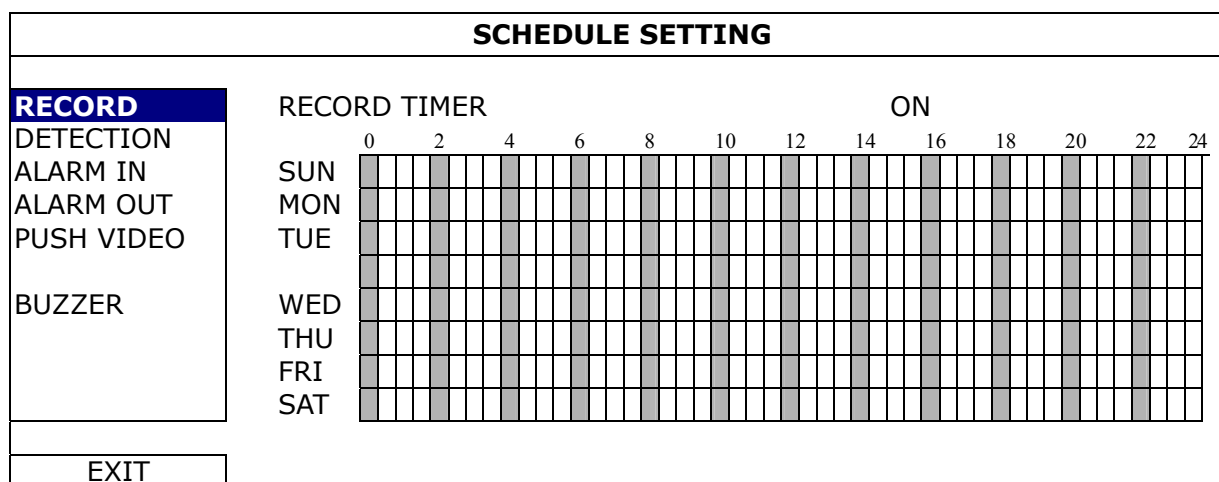 SCHEDULE SETTING
RECORD RECORD TIMER ON
DETECTION 0 2 4 6 8 10 12 14 16 18 20 22 24
ALARM IN SUN
ALARM OUT MON
PUSH VIDEO TUE
BUZZER WED
THU
FRI
SAT
EXIT